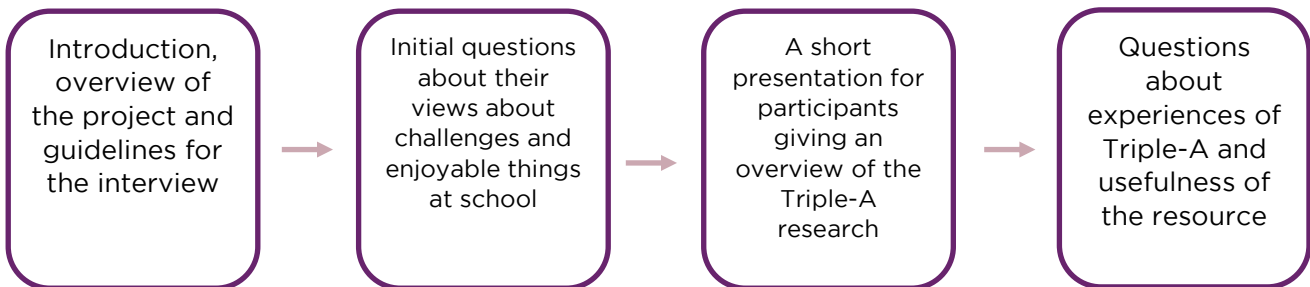 Introduction,
overview of
the project and
guidelines for
the interview
Initial questions
about their
views about
challenges and
enjoyable things
at school
A short
presentation for
participants
giving an
overview of the
Triple-A
research
Questions
about
experiences of
Triple-A and
usefulness of
the resource